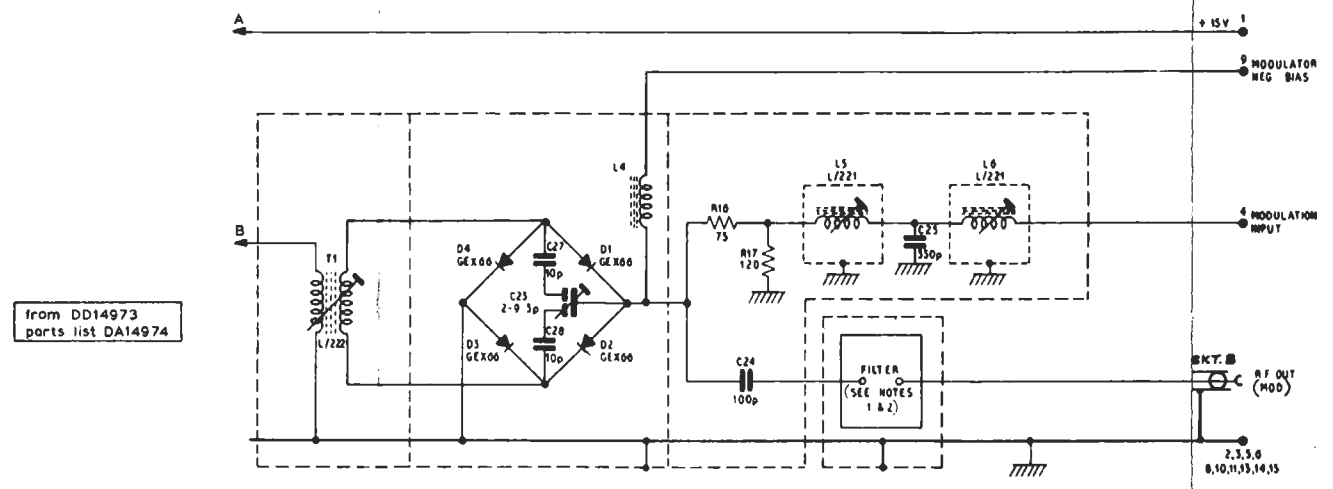 A
+ 15V 1
9 MODULATOR
NEG BIAS
L4
L5
L/221
L6
L/221
R16
75
R17
120
C25
350p
4 MODULATION
INPUT
B
T1
L/222
D4
GEX66
C27
10p
D1
GEX66
C23
2-9 5p
D3
GEX66
C28
10p
D2
GEX66
from DD14973
parts list DA14974
C24
100p
FILTER
(SEE NOTES
1 & 2)
SKT. B
R F OUT
(MOD)
2,3,5,6
8,10,11,13,14,15